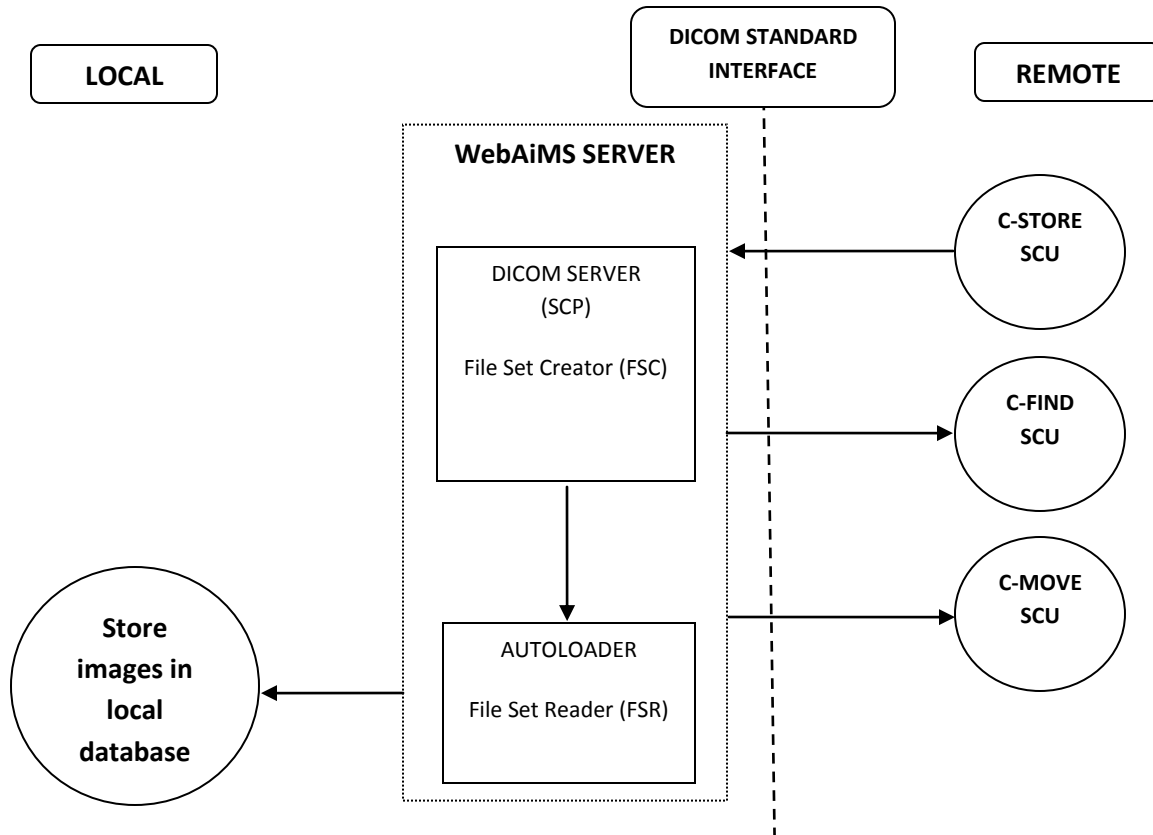 LOCAL
DICOM STANDARD
INTERFACE
REMOTE
WebAiMS SERVER
DICOM SERVER
(SCP)
File Set Creator (FSC)
C-STORE
SCU
C-FIND
SCU
C-MOVE
SCU
AUTOLOADER
File Set Reader (FSR)
Store
images in
local
database